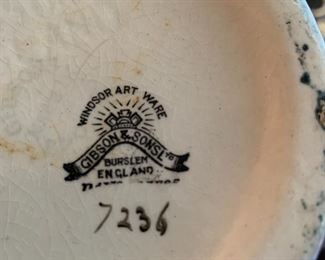 WINDSOR ART WARE
GIBSON & SONS LTD
BURSLEM
ENGLAND
7236